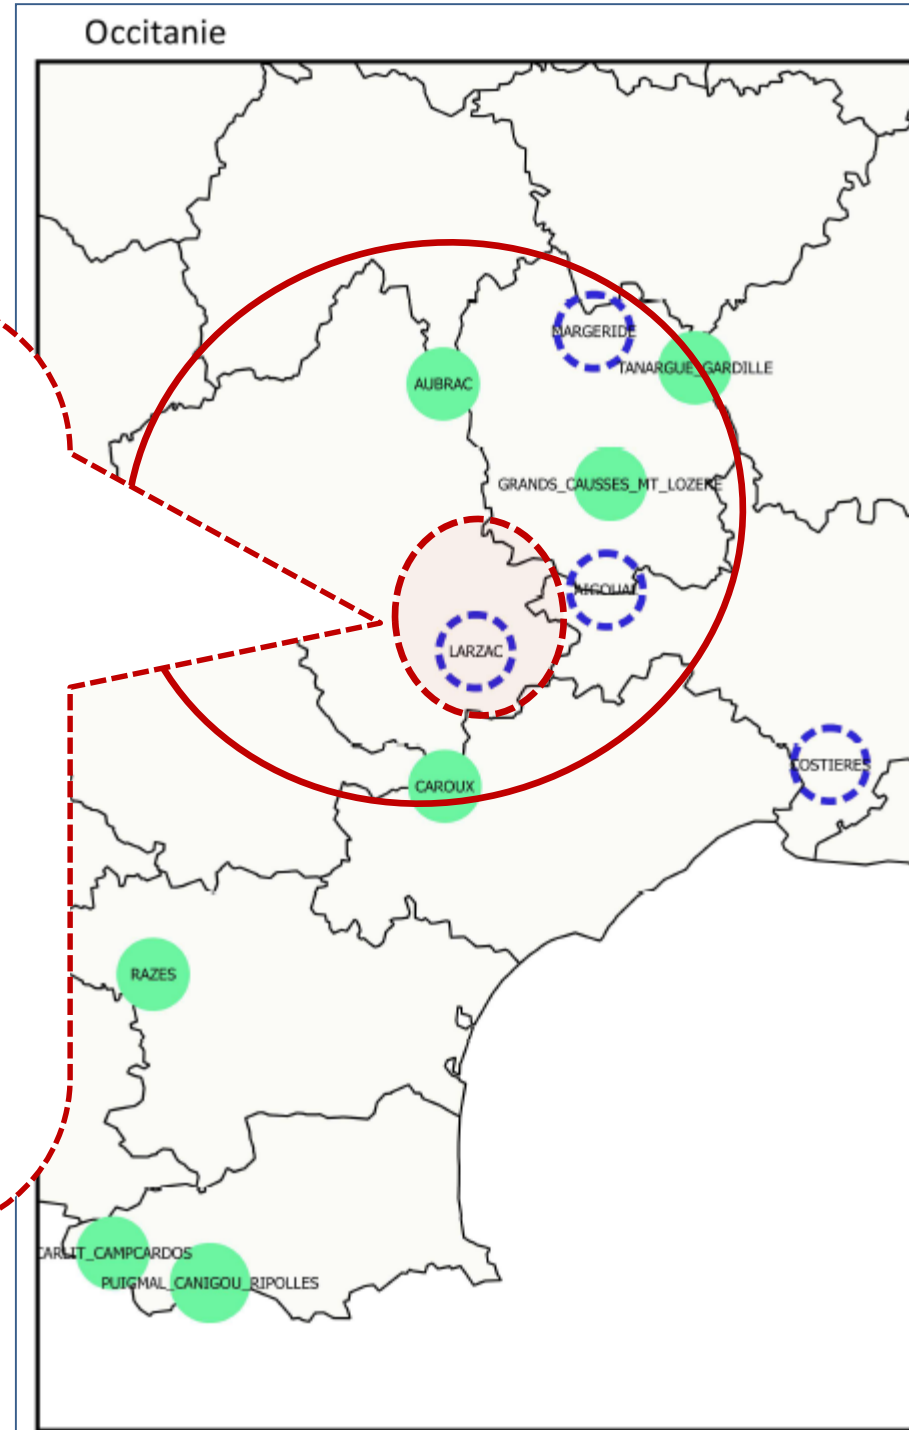 Occitanie
MARGERIDE
TANARGUE_GARDILLE
AUBRAC
GRANDS_CAUSSES_MT_LOZERE
AIGOUAL
LARZAC
COSTIERES
CAROUX
RAZES
CARLIT_CAMPCARDOS
PUIGMAL_CANIGOU_RIPOLLES